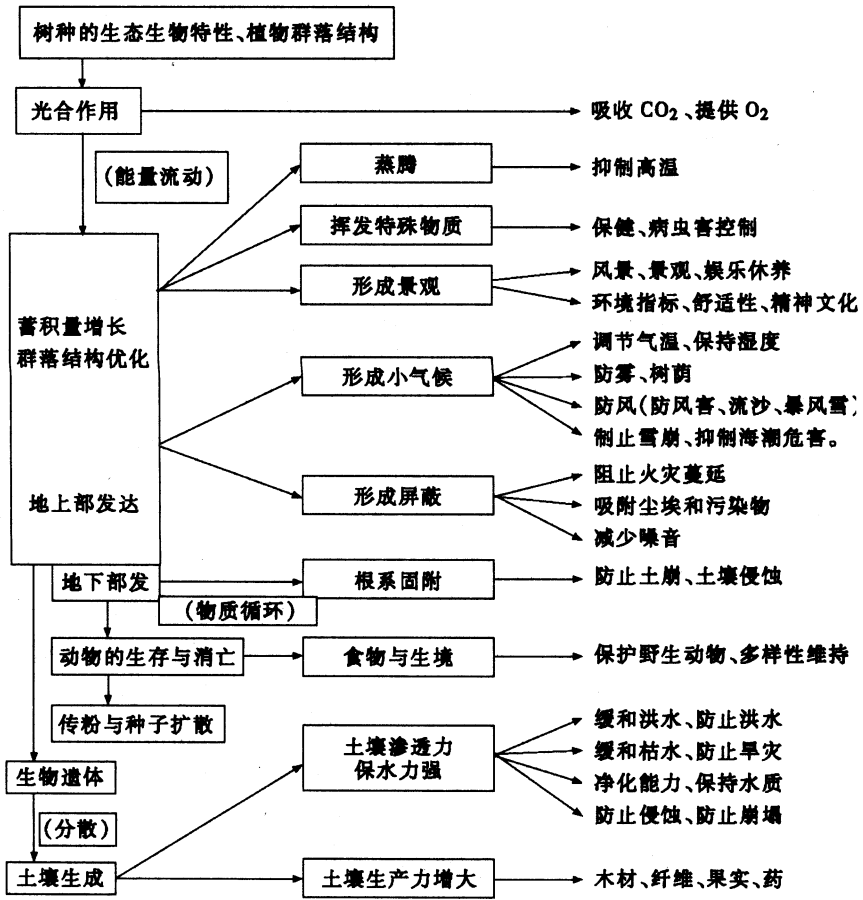 树种的生态生物特性、植物群落结构
光合作用
吸收 CO2、提供 O2
(能量流动)
蒸腾
抑制高温
挥发特殊物质
保健、病虫害控制
形成景观
风景、景观、娱乐休养
环境指标、舒适性、精神文化
蓄积量增长
群落结构优化
形成小气候
调节气温、保持湿度
防雾、树荫
防风(防风害、流沙、暴风雪)
制止雪崩、抑制海潮危害。
地上部发达
形成屏蔽
阻止火灾蔓延
吸附尘埃和污染物
减少噪音
地下部发
根系固附
防止土崩、土壤侵蚀
(物质循环)
动物的生存与消亡
食物与生境
保护野生动物、多样性维持
传粉与种子扩散
土壤渗透力
保水力强
缓和洪水、防止洪水
缓和枯水、防止旱灾
净化能力、保持水质
防止侵蚀、防止崩塌
生物遗体
(分散)
土壤生成
土壤生产力增大
木材、纤维、果实、药